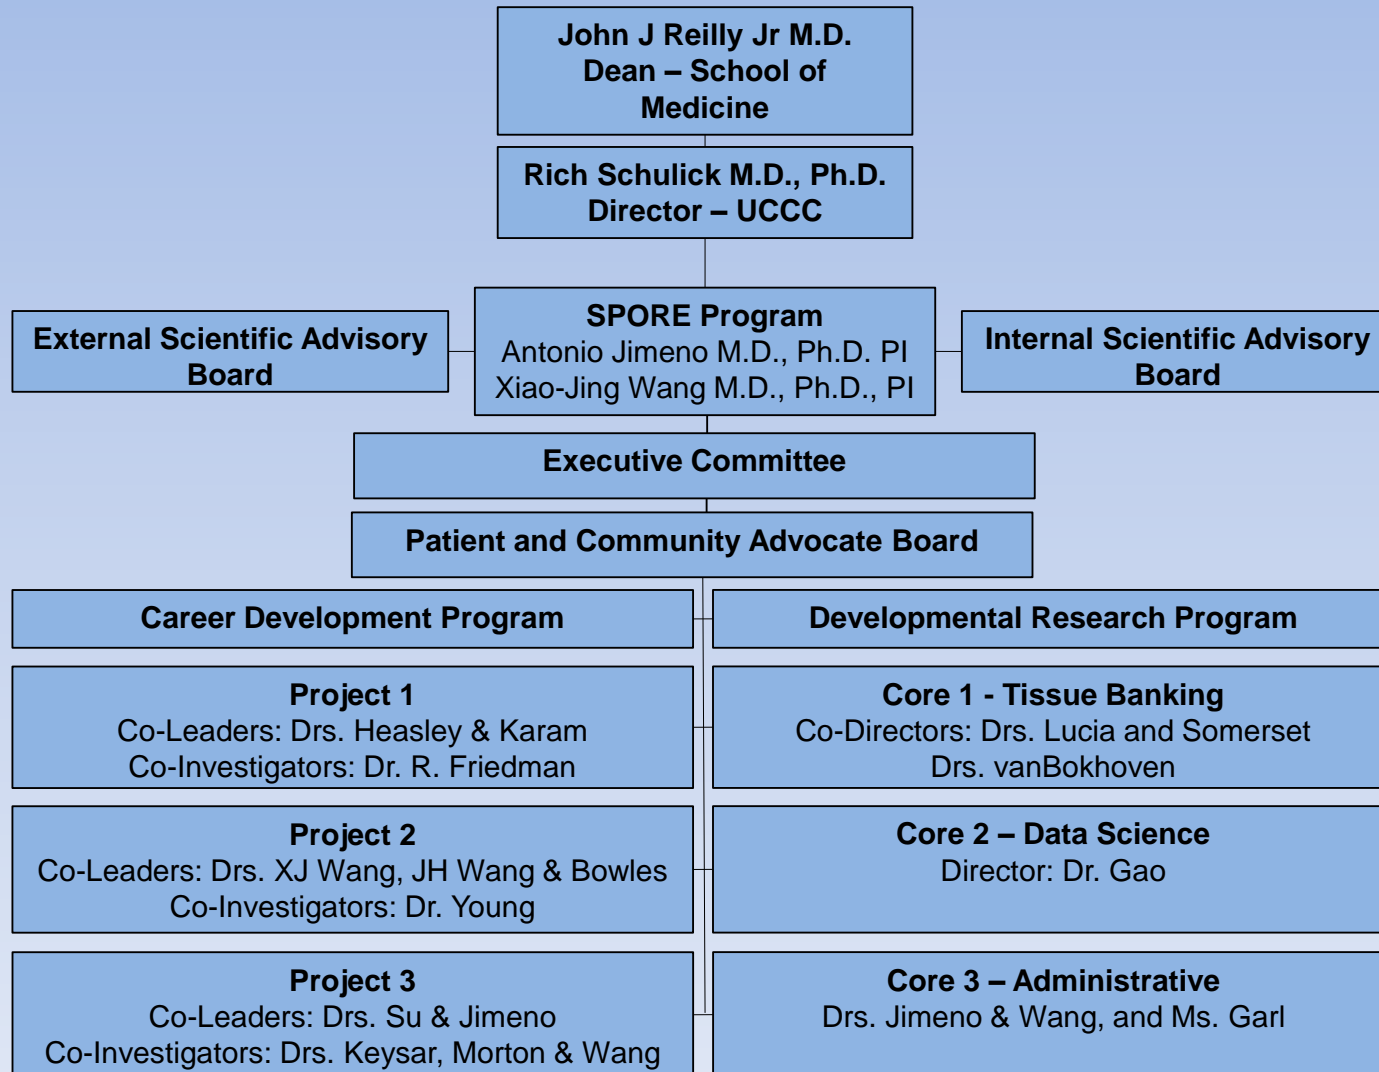 John J Reilly Jr M.D.
Dean – School of
Medicine
Rich Schulick M.D., Ph.D.
Director – UCCC
External Scientific Advisory
Board
SPORE Program
Antonio Jimeno M.D., Ph.D. PI
Xiao-Jing Wang M.D., Ph.D., PI
Internal Scientific Advisory
Board
Executive Committee
Patient and Community Advocate Board
Career Development Program
Developmental Research Program
Project 1
Co-Leaders: Drs. Heasley & Karam
Co-Investigators: Dr. R. Friedman
Core 1 - Tissue Banking
Co-Directors: Drs. Lucia and Somerset
Drs. vanBokhoven
Project 2
Co-Leaders: Drs. XJ Wang, JH Wang & Bowles
Co-Investigators: Dr. Young
Core 2 – Data Science
Director: Dr. Gao
Project 3
Co-Leaders: Drs. Su & Jimeno
Co-Investigators: Drs. Keysar, Morton & Wang
Core 3 – Administrative
Drs. Jimeno & Wang, and Ms. Garl